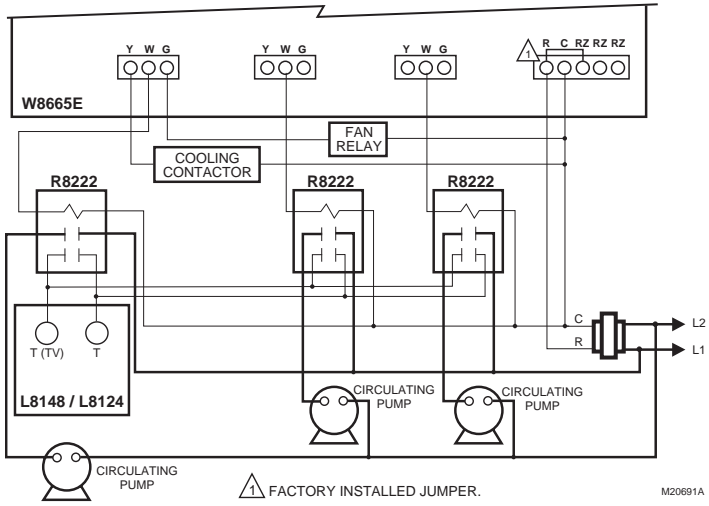 Y W G
Y W G
Y W G
R C RZ RZ RZ
1
W8665E
FAN
RELAY
COOLING
CONTACTOR
R8222
R8222
R8222
C
R
L2
L1
T (TV)
T
L8148 / L8124
CIRCULATING
PUMP
CIRCULATING
PUMP
CIRCULATING
PUMP
1 FACTORY INSTALLED JUMPER.
M20691A